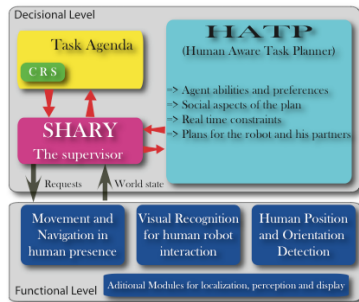 Decisional Level
Task Agenda
CRS
HATP
(Human Aware Task Planner)
=> Agent abilities and preferences
=> Social aspects of the plan
=> Real time constraints
=> Plans for the robot and his partners
SHARY
The supervisor
Requests
World state
Movement and
Navigation in
human presence
Visual Recognition
for human robot
interaction
Human Position
and Orientation
Detection
Functional Level
Aditional Modules for localization, perception and display